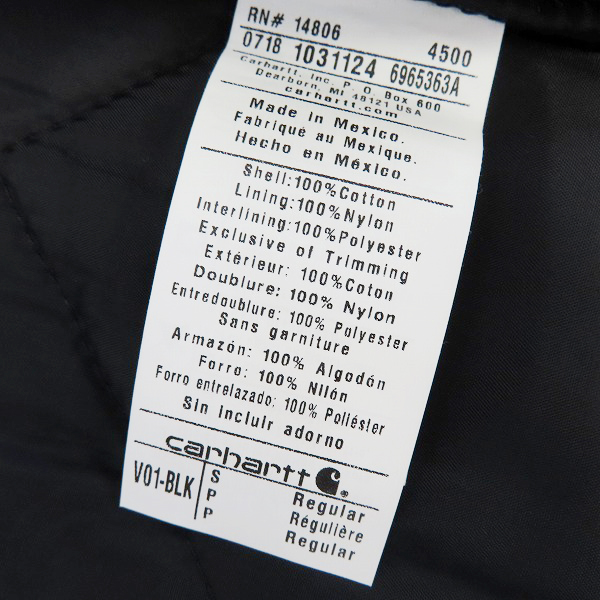 RN# 14806 4500
0718 1031124 6965363A
Carhartt, Inc. P. O. Box 600
Dearborn, MI 48121 USA
carhartt.com
Made in Mexico.
Fabriqué au Mexique.
Hecho en México.
Shell:100%Cotton
Lining:100%Nylon
Interlining:100%Polyester
Exclusive of Trimming
Extérieur: 100%Coton
Doublure: 100% Nylon
Entredoublure: 100% Polyester
Sans garniture
Armazón: 100% Algodón
Forro: 100% Nilón
Forro entrelazado: 100% Poliéster
Sin incluir adorno
carhartt ®
V01-BLK S Regular
P Régulière
P Regular